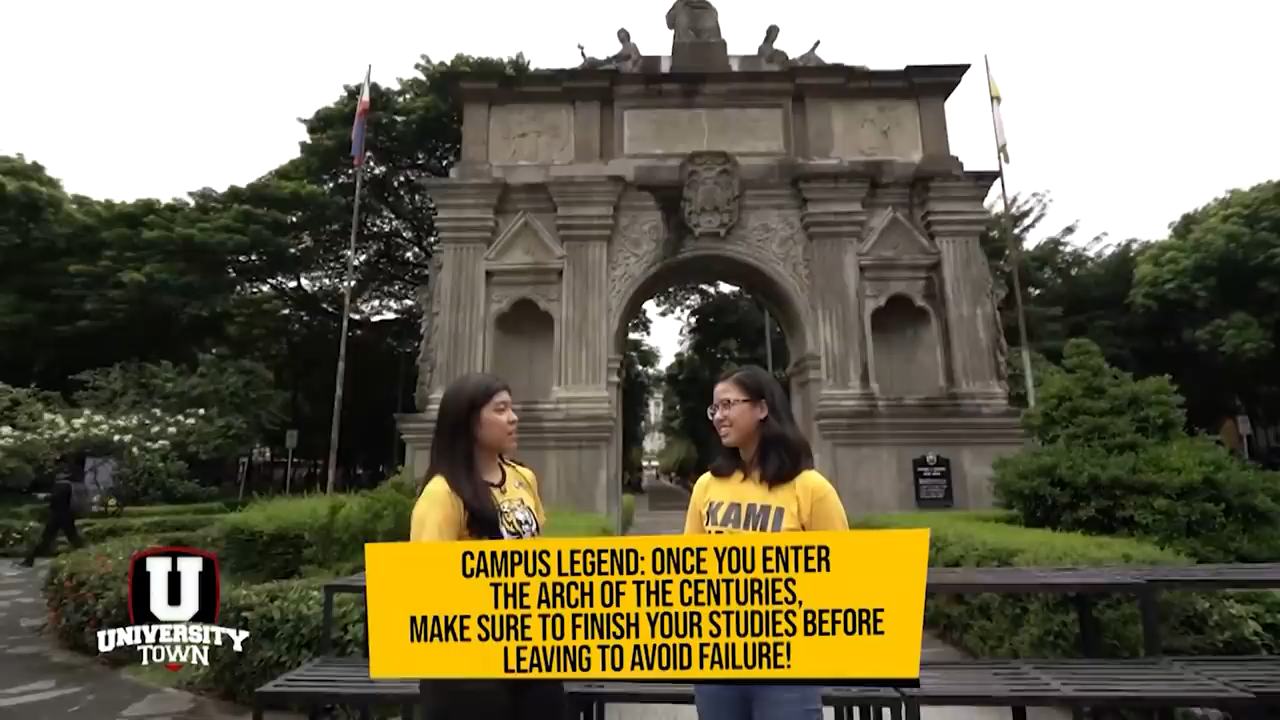 KAMI
CAMPUS LEGEND: ONCE YOU ENTER
THE ARCH OF THE CENTURIES,
MAKE SURE TO FINISH YOUR STUDIES BEFORE
LEAVING TO AVOID FAILURE!
U
UNIVERSITY
TOWN